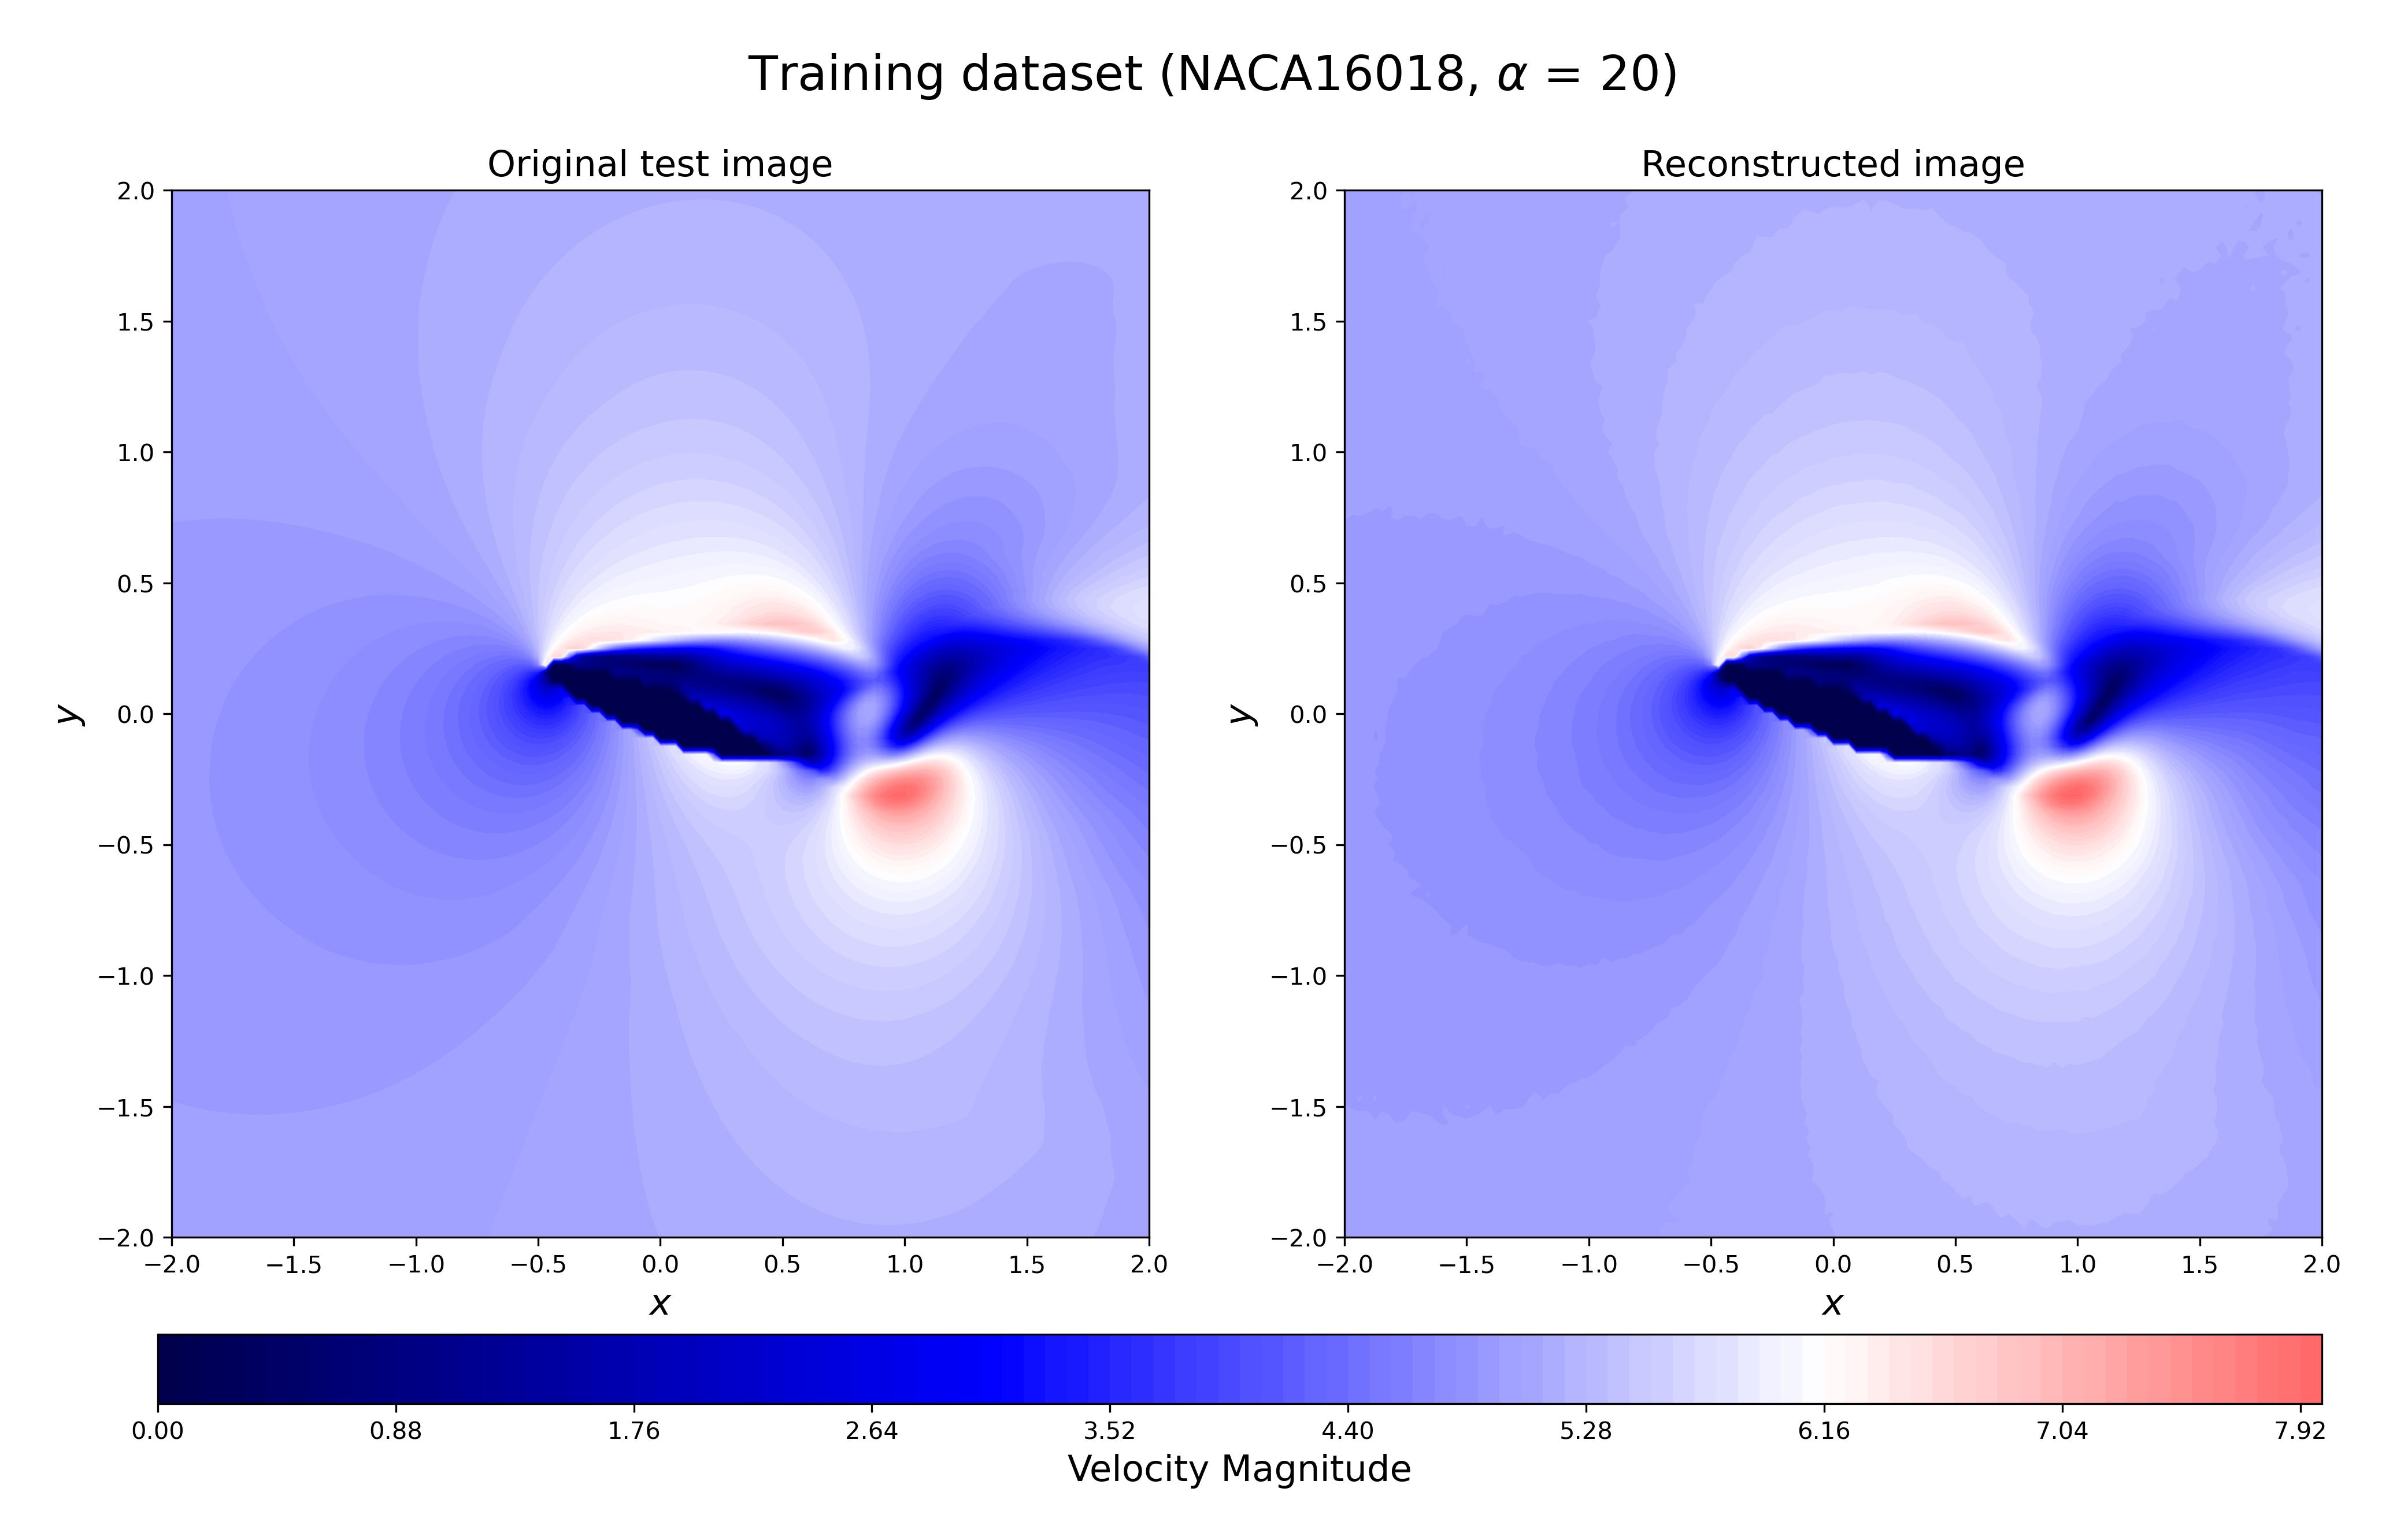 Training dataset (NACA16018, α = 20)
Original test image
Reconstructed image
2.0
1.5
1.0
0.5
0.0
−0.5
−1.0
−1.5
−2.0
y
−2.0 −1.5 −1.0 −0.5 0.0 0.5 1.0 1.5 2.0
x
2.0
1.5
1.0
0.5
0.0
−0.5
−1.0
−1.5
−2.0
y
−2.0 −1.5 −1.0 −0.5 0.0 0.5 1.0 1.5 2.0
x
0.00 0.88 1.76 2.64 3.52 4.40 5.28 6.16 7.04 7.92
Velocity Magnitude